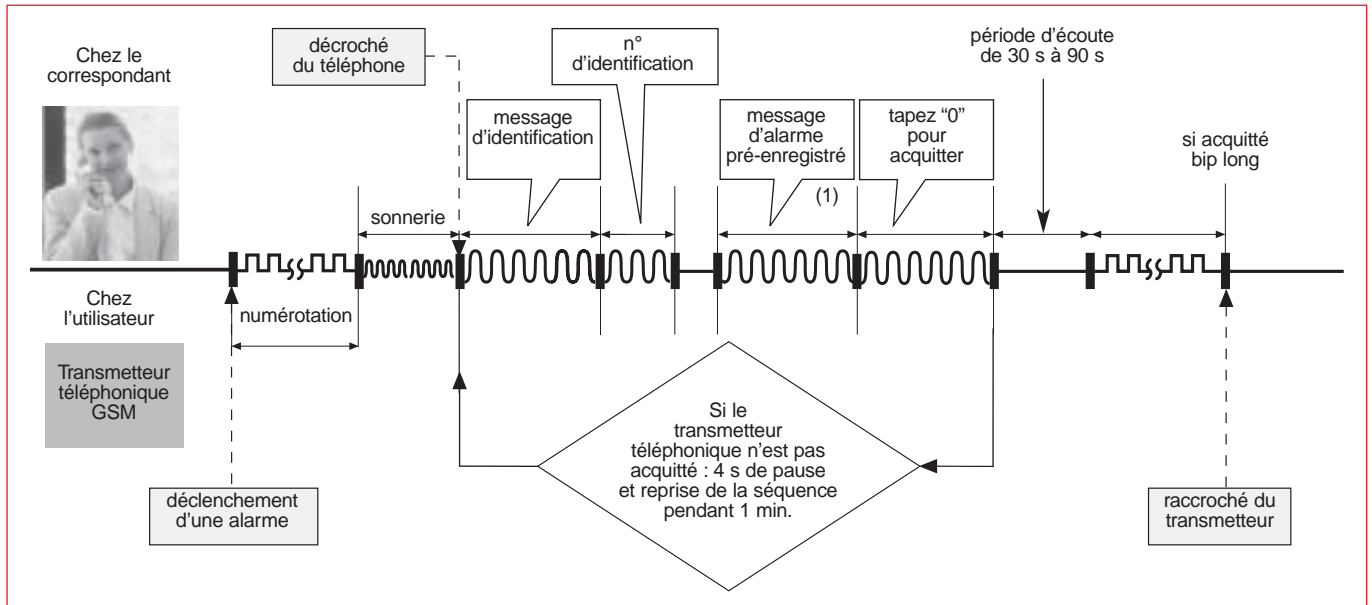 Chez le
correspondant
décroché
du téléphone
n°
d'identification
période d'écoute
de 30 s à 90 s
message
d'identification
message
d'alarme
pré-enregistré
(1)
tapez “0”
pour
acquitter
si acquitté
bip long
sonnerie
Chez
l'utilisateur
numérotation
Transmetteur
téléphonique
GSM
Si le
transmetteur
téléphonique n'est pas
acquitté : 4 s de pause
et reprise de la séquence
pendant 1 min.
déclenchement
d'une alarme
raccroché du
transmetteur